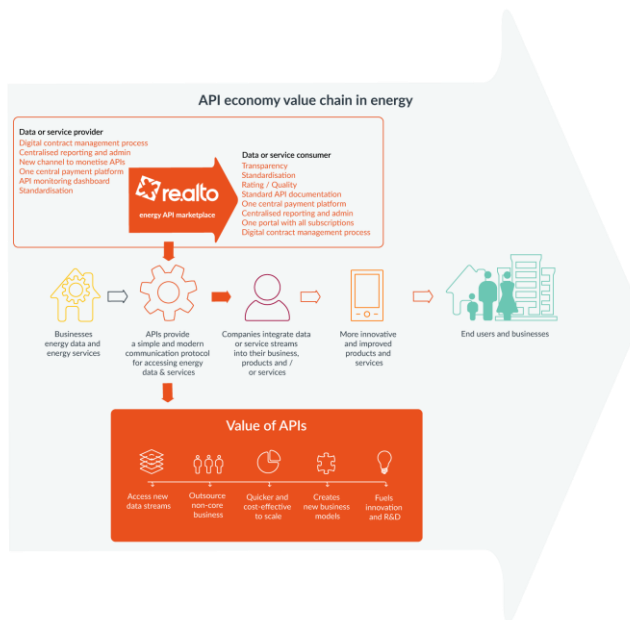 API economy value chain in energy
Data or service provider
Digital contract management process
Centralised reporting and admin
New channel to monetise APIs
One central payment platform
API monitoring dashboard
Standardisation
re.alto
energy API marketplace
Data or service consumer
Transparency
Standardisation
Rating / Quality
Standard API documentation
One central payment platform
Centralised reporting and admin
One portal with all subscriptions
Digital contract management process
Businesses
energy data and
energy services
APIs provide
a simple and modern
communication protocol
for accessing energy
data & services
Companies integrate data
or service streams
into their business,
products and /
or services
More innovative
and improved
products and
services
End users and businesses
Value of APIs
Access new
data streams
Outsource
non-core
business
Quicker and
cost-effective
to scale
Creates
new business
models
Fuels
innovation
and R&D